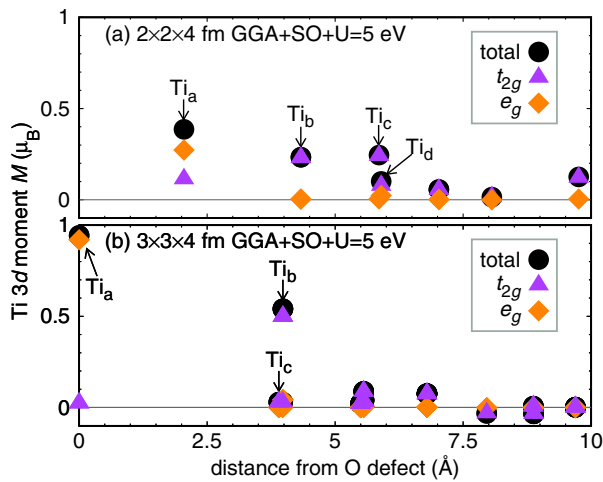 1
(a) 2×2×4 fm GGA+SO+U=5 eV
total
t2g
eg
Tia
Tib
Tic
Tid
0.5
0
Ti 3d moment M (μB)
1
(b) 3×3×4 fm GGA+SO+U=5 eV
total
t2g
eg
Tia
Tib
0.5
Tic
0
0
2.5
5
7.5
10
distance from O defect (Å)